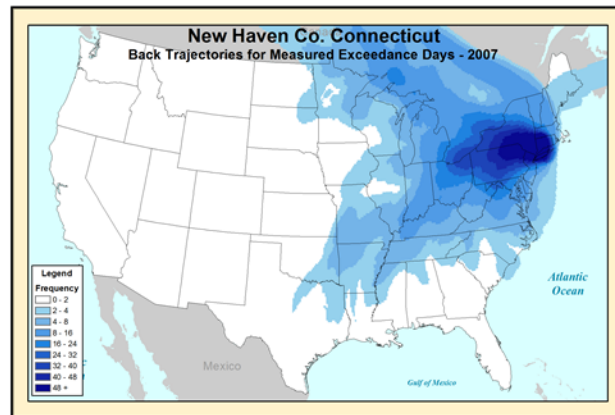 New Haven Co. Connecticut
Back Trajectories for Measured Exceedance Days - 2007
Legend
Frequency
0 - 2
2 - 4
4 - 8
8 - 16
16 - 24
24 - 32
32 - 40
40 - 48
48 +
Atlantic
Ocean
Mexico
Gulf of Mexico